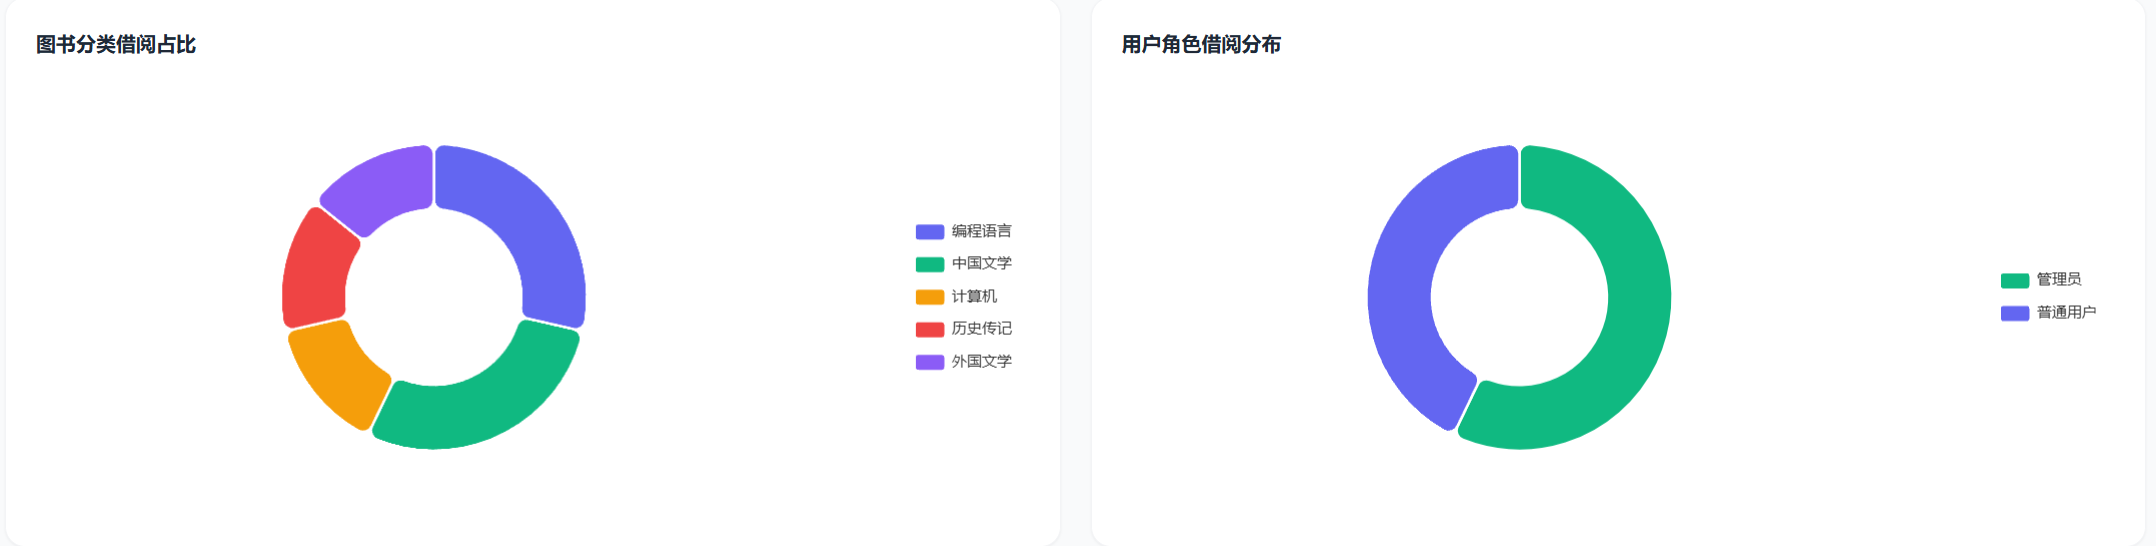 图书分类借阅占比
编程语言
中国文学
计算机
历史传记
外国文学
用户角色借阅分布
管理员
普通用户